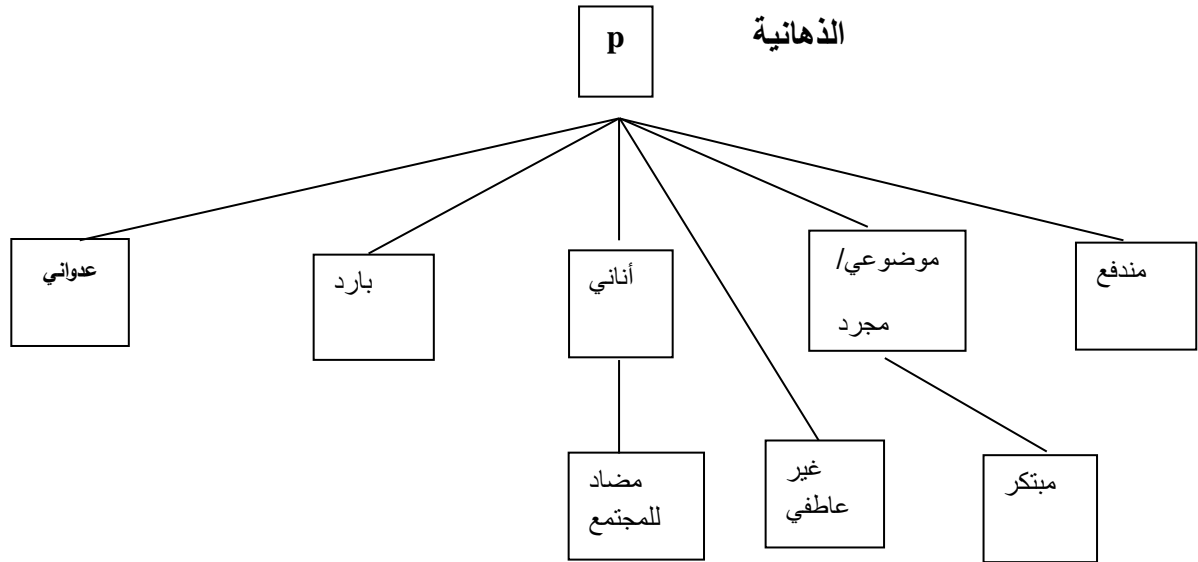 الذهانية
p
مندفع
موضوعي/
مجرد
أناني
بارد
عدواني
مبتكر
غير
عاطفي
مضاد
للمجتمع